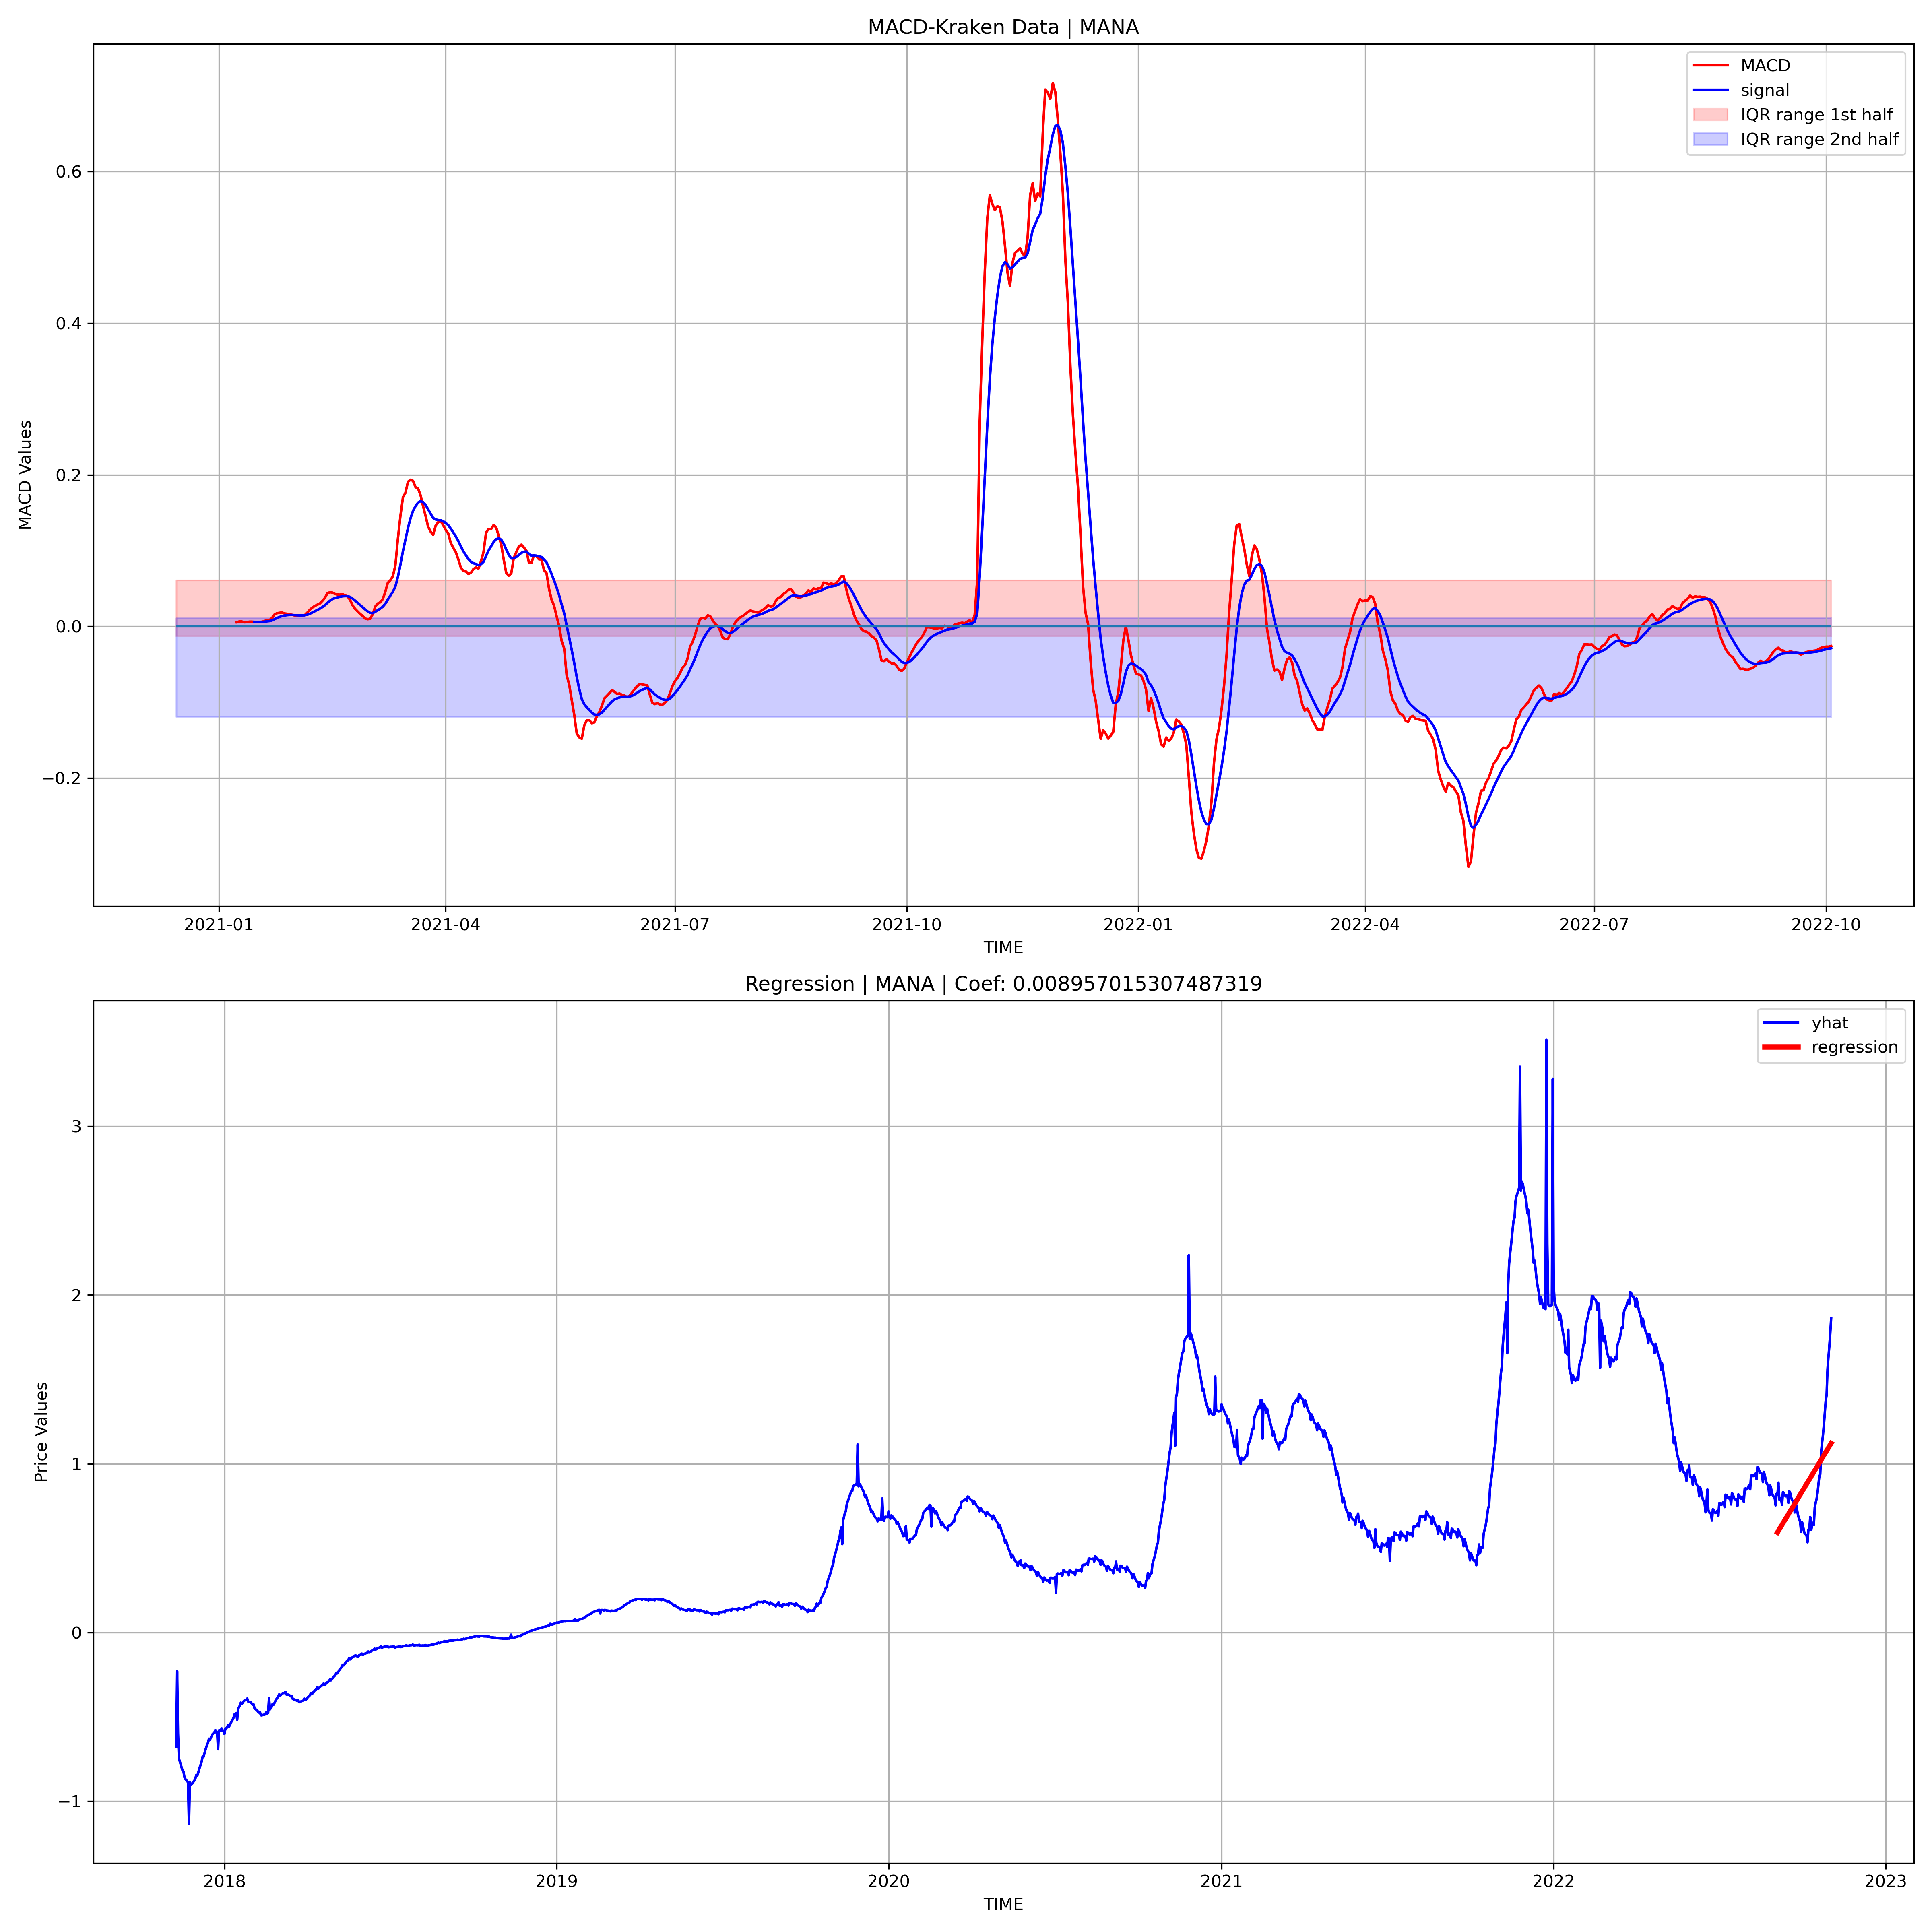 MACD-Kraken Data | MANA
MACD
signal
IQR range 1st half
IQR range 2nd half
MACD Values
0.6
0.4
0.2
0.0
−0.2
2021-01 2021-04 2021-07 2021-10 2022-01 2022-04 2022-07 2022-10
TIME
Regression | MANA | Coef: 0.008957015307487319
yhat
regression
Price Values
3
2
1
0
−1
2018 2019 2020 2021 2022 2023
TIME